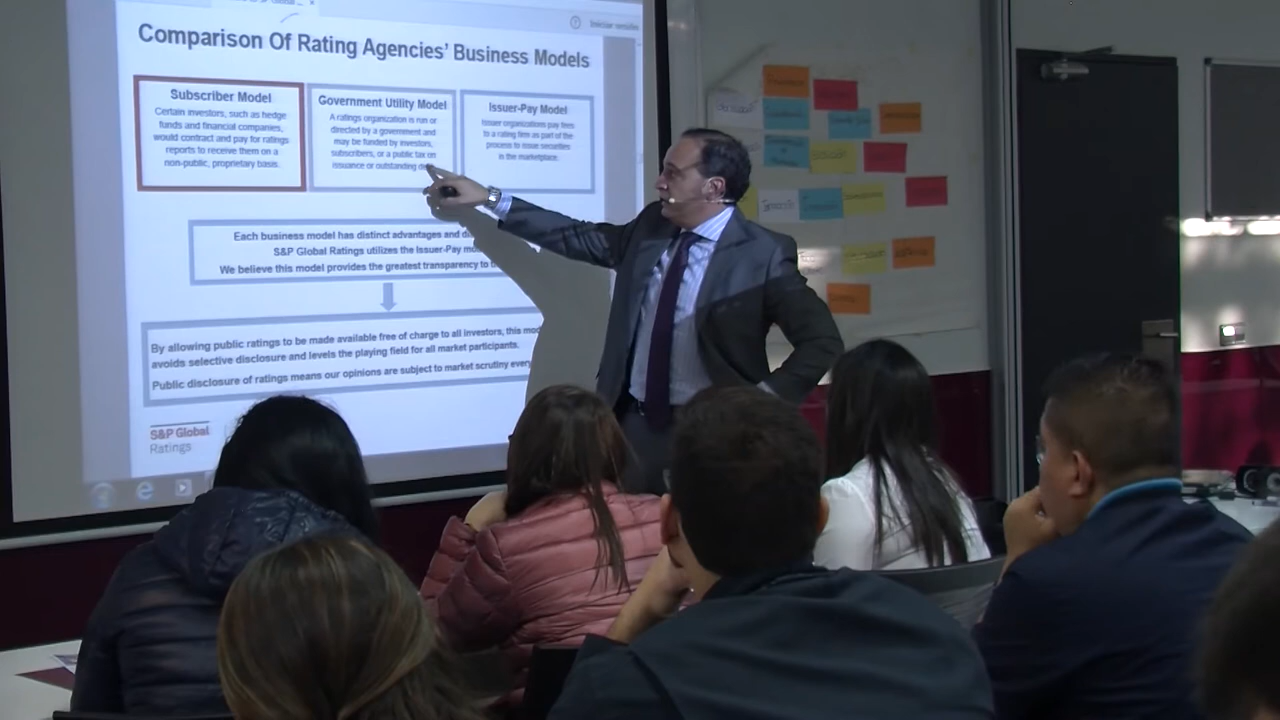 Comparison Of Rating Agencies' Business Models
Subscriber Model
Certain investors, such as hedge
funds and financial companies,
would contract and pay for ratings
reports to receive them on a
non-public, proprietary basis.
Government Utility Model
A ratings organization is run or
directed by a government and
may be funded by investors,
subscribers, or a public tax on
issuance or outstanding
Issuer-Pay Model
Issuer organizations pay fees
to a rating firm as part of the
process to issue securities
in the marketplace.
Each business model has distinct advantages and
S&P Global Ratings utilizes the Issuer-Pay
We believe this model provides the greatest transparency to
By allowing public ratings to be made available free of charge to all investors, this
avoids selective disclosure and levels the playing field for all market participants.
Public disclosure of ratings means our opinions are subject to market scrutiny
S&P Global
Ratings